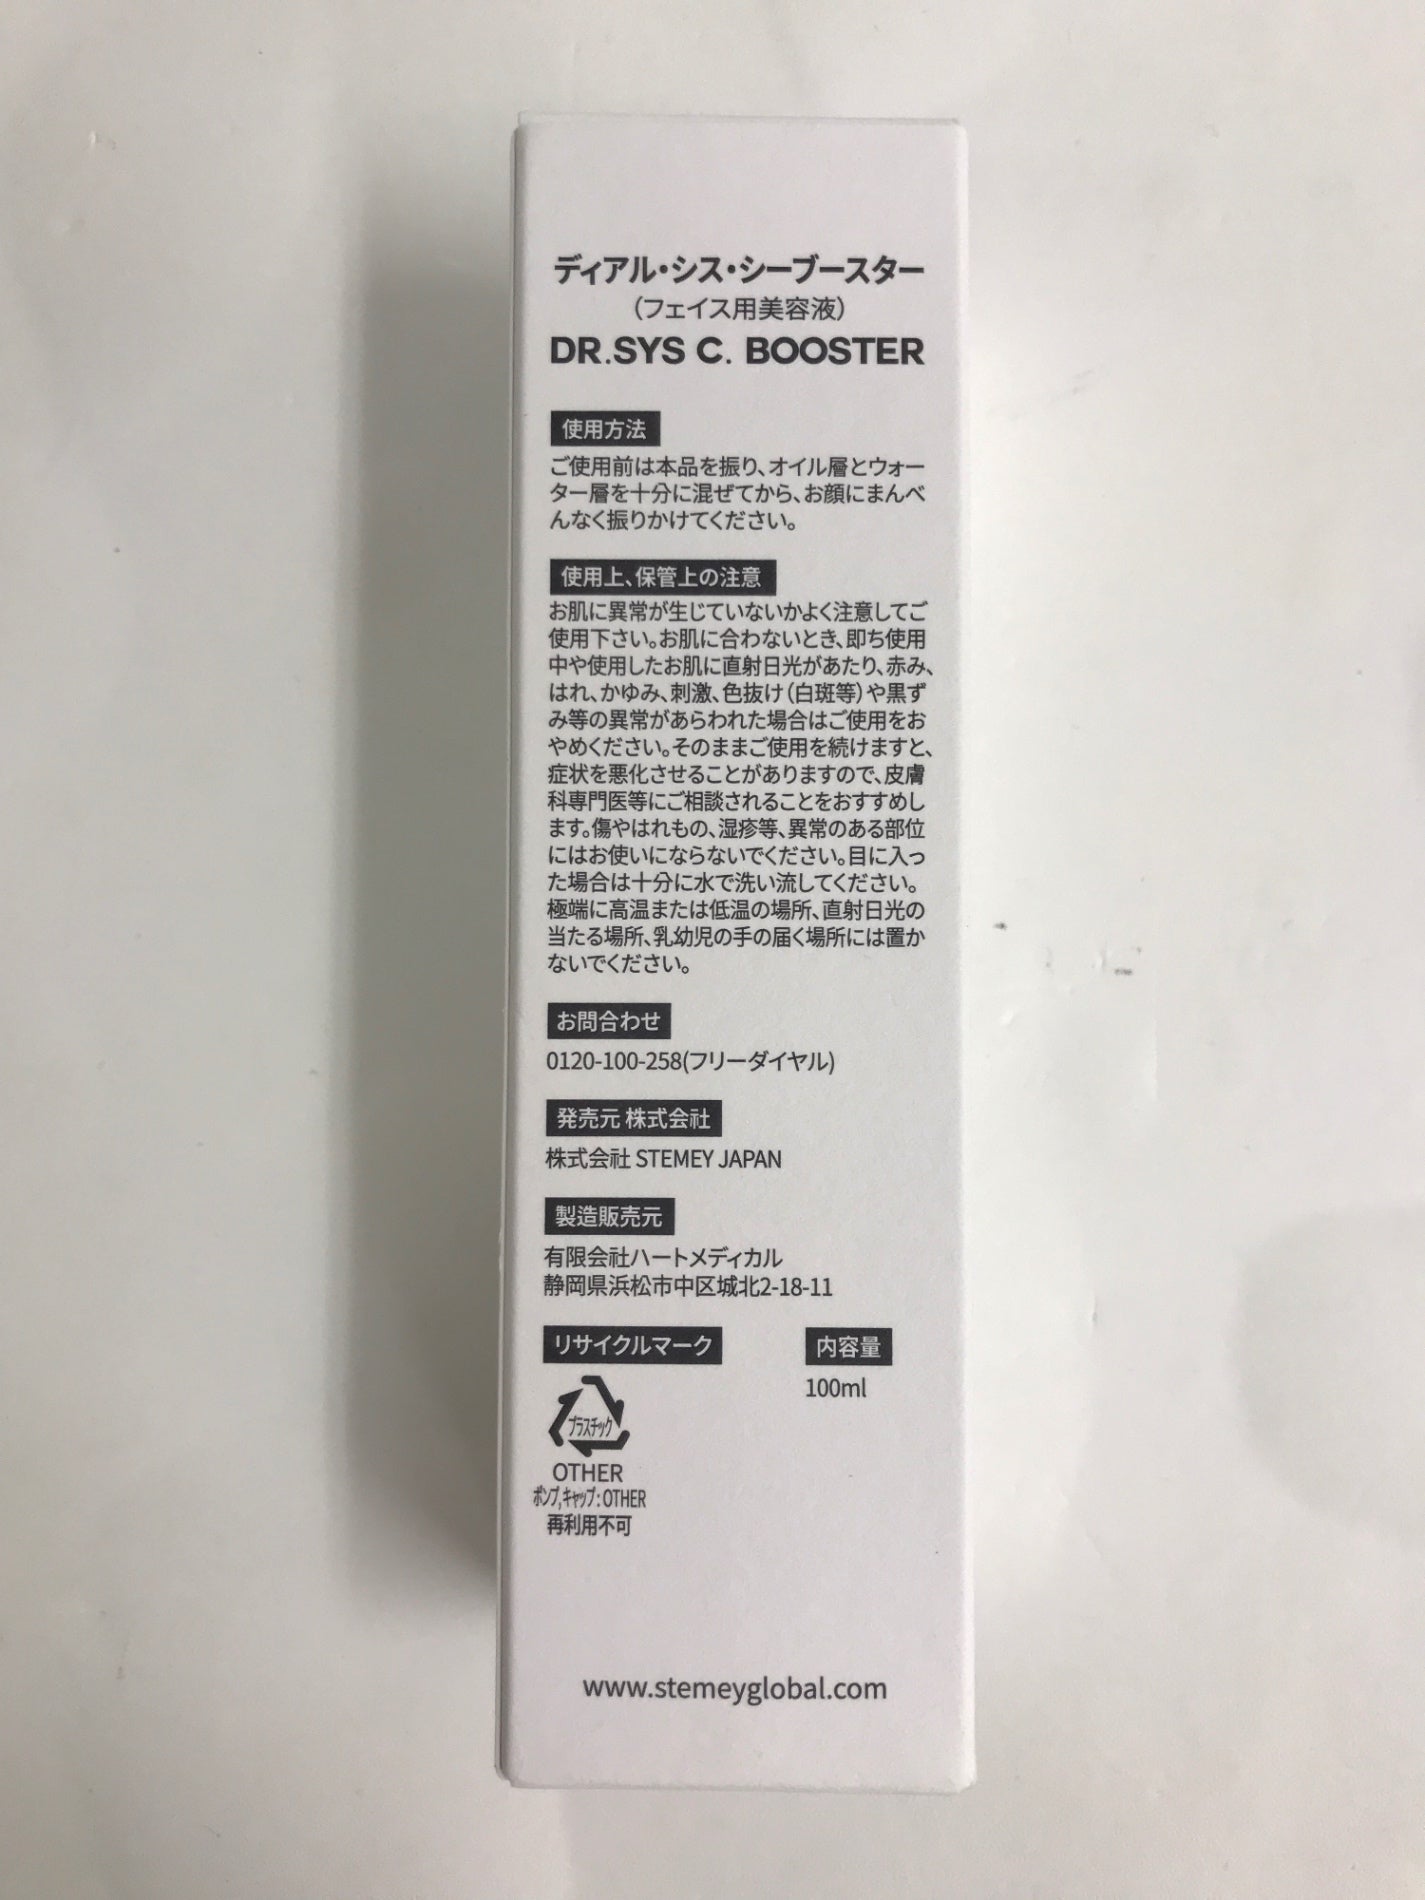 ディアル・シス・シーブースター
（フェイス用美容液）
DR.SYS C. BOOSTER
使用方法
ご使用前は本品を振り、オイル層とウォー
ター層を十分に混ぜてから、お顔にまんべ
んなく振りかけてください。
使用上、保管上の注意
お肌に異常が生じていないかよく注意してご
使用下さい。お肌に合わないとき、即ち使用
中や使用したお肌に直射日光があたり、赤み、
はれ、かゆみ、刺激、色抜け（白斑等）や黒ず
み等の異常があらわれた場合はご使用をお
やめください。そのままご使用を続けますと、
症状を悪化させることがありますので、皮膚
科専門医等にご相談されることをおすすめし
ます。傷やはれもの、湿疹等、異常のある部位
にはお使いにならないでください。目に入っ
た場合は十分に水で洗い流してください。
極端に高温または低温の場所、直射日光の
当たる場所、乳幼児の手の届く場所には置か
ないでください。
お問合わせ
0120-100-258(フリーダイヤル)
発売元 株式会社
株式会社 STEMEY JAPAN
製造販売元
有限会社ハートメディカル
静岡県浜松市中区城北2-18-11
リサイクルマーク
内容量
100ml
プラスチック
OTHER
ポンプ,キャップ:OTHER
再利用不可
www.stemeyglobal.com